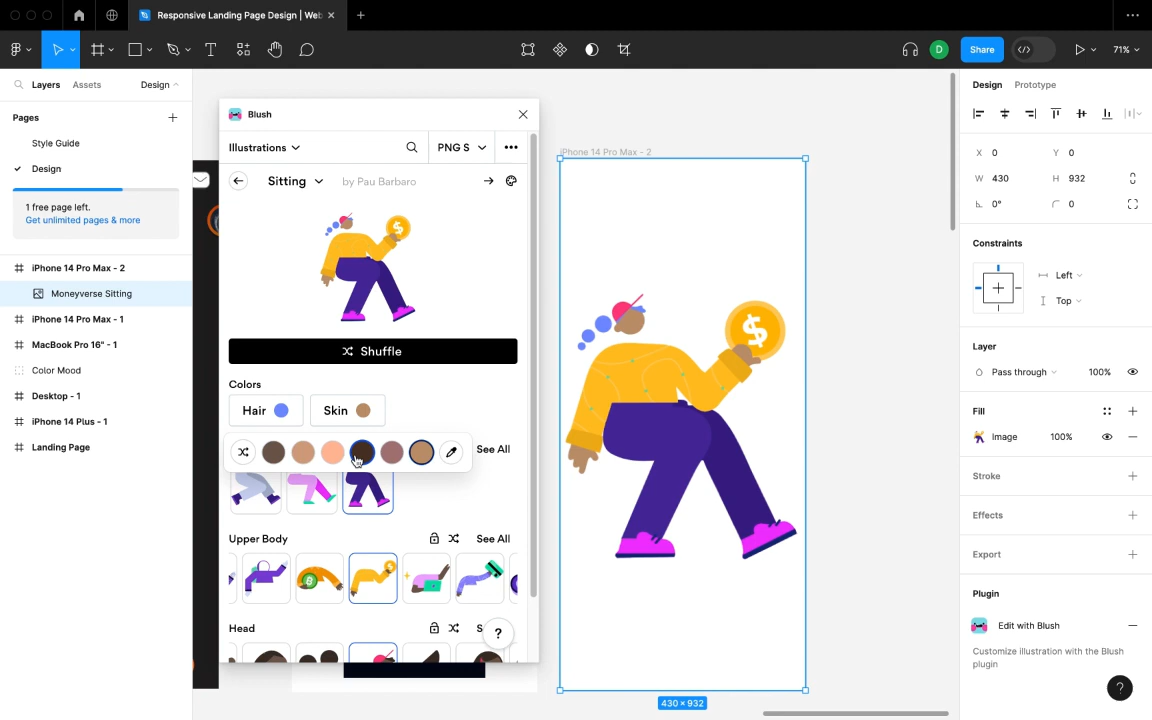 Responsive Landing Page Design | Web
Share
71%
Layers
Assets
Design
Pages
Style Guide
Design
1 free page left.
Get unlimited pages & more
iPhone 14 Pro Max - 2
Moneyverse Sitting
iPhone 14 Pro Max - 1
MacBook Pro 16" - 1
Color Mood
Desktop - 1
iPhone 14 Plus - 1
Landing Page
Blush
Illustrations
PNG S
Sitting
by Pau Barbaro
$
Shuffle
Colors
Hair
Skin
See All
Upper Body
See All
Head
S
?
iPhone 14 Pro Max - 2
$
430 × 932
D
Design
Prototype
X 0
Y 0
W 430
H 932
0°
0
Constraints
Left
Top
Layer
Pass through
100%
Fill
Image
100%
Stroke
Effects
Export
Plugin
Edit with Blush
Customize illustration with the Blush
plugin
?